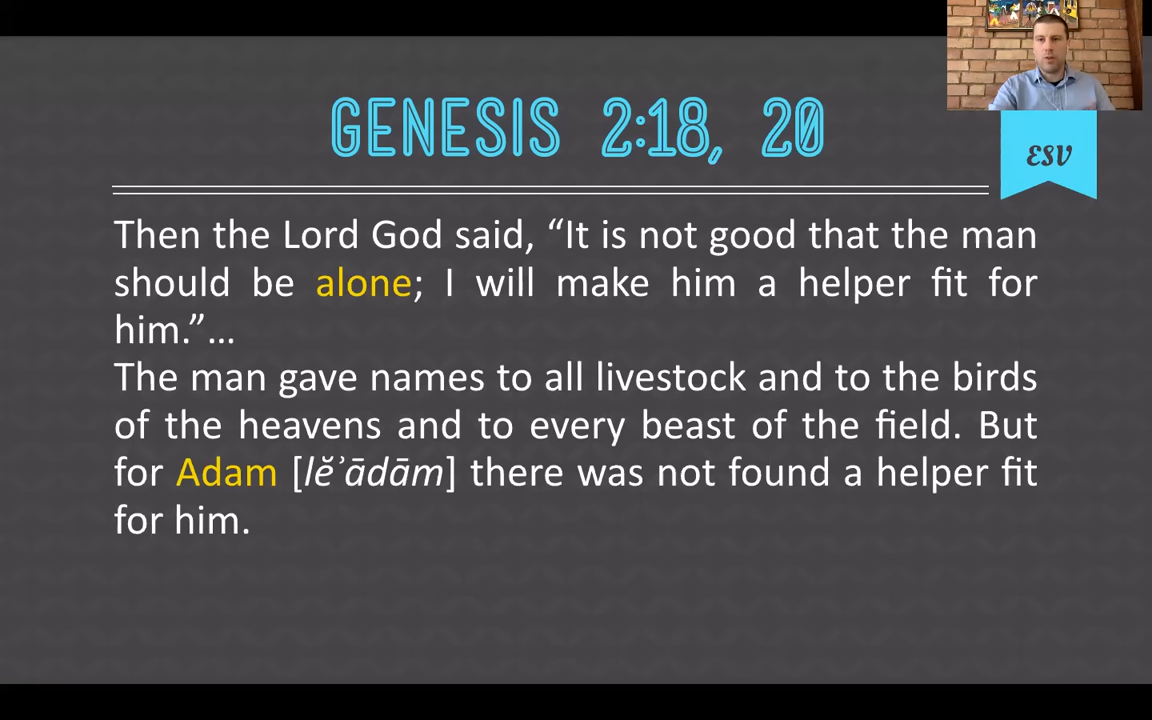 GENESIS 2:18, 20
ESV
Then the Lord God said, “It is not good that the man
should be alone; I will make him a helper fit for
him.”…
The man gave names to all livestock and to the birds
of the heavens and to every beast of the field. But
for Adam [lĕʾādām] there was not found a helper fit
for him.